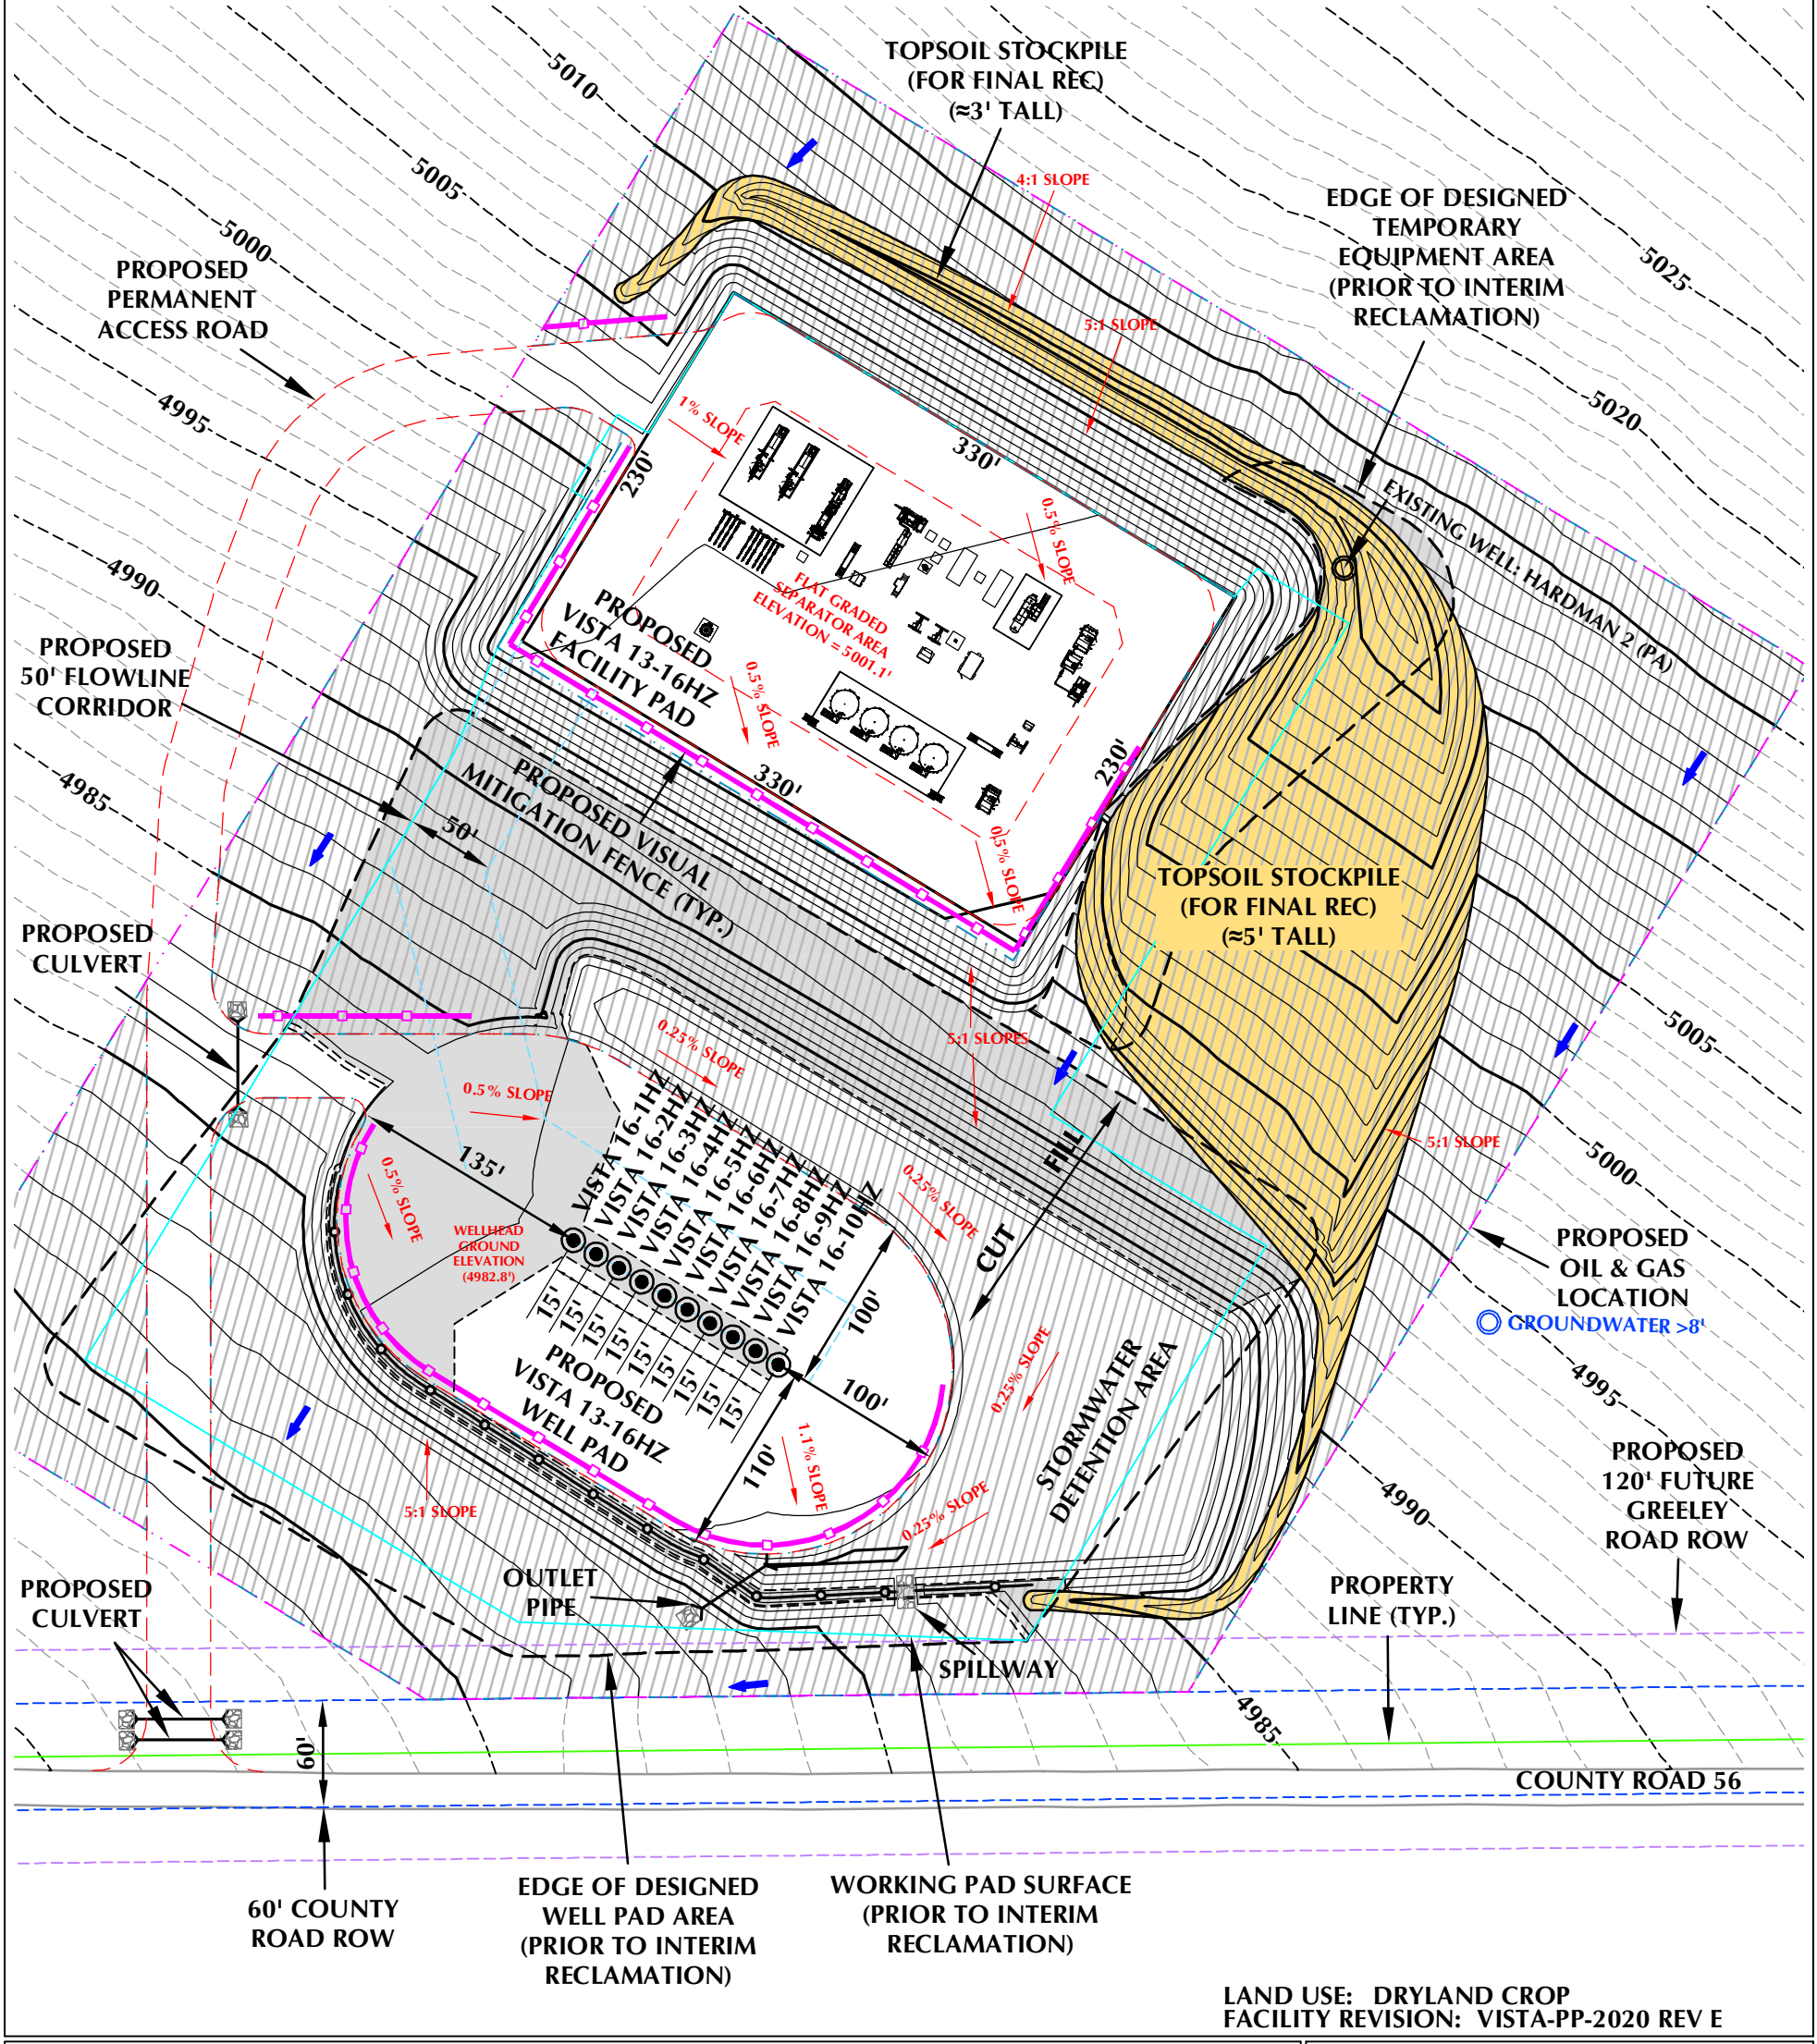 TOPSOIL STOCKPILE
(FOR FINAL REC)
(≈3' TALL)
5010
5005
5000
4995
4990
4985
4:1 SLOPE
5:1 SLOPE
EDGE OF DESIGNED
TEMPORARY
EQUIPMENT AREA
(PRIOR TO INTERIM
RECLAMATION)
5025
5020
PROPOSED
PERMANENT
ACCESS ROAD
1% SLOPE
330'
230'
0.5% SLOPE
EXISTING WELL: HARDMAN 2 (PA)
FLAT GRADED
SEPARATOR AREA
ELEVATION = 5001.1'
PROPOSED
VISTA 13-16HZ
FACILITY PAD
0.5% SLOPE
330'
230'
0.5% SLOPE
PROPOSED
50' FLOWLINE
CORRIDOR
50'
PROPOSED VISUAL
MITIGATION FENCE (TYP.)
TOPSOIL STOCKPILE
(FOR FINAL REC)
(≈5' TALL)
PROPOSED
CULVERT
0.25% SLOPE
5:1 SLOPES
0.5% SLOPE
5005
5000
4995
4990
4985
FILL
CUT
5:1 SLOPE
135'
0.5% SLOPE
WELLHEAD
GROUND
ELEVATION
(4982.8')
VISTA 16-1HZ
VISTA 16-2HZ
VISTA 16-3HZ
VISTA 16-4HZ
VISTA 16-5HZ
VISTA 16-6HZ
VISTA 16-7HZ
VISTA 16-8HZ
VISTA 16-9HZ
VISTA 16-10HZ
0.25% SLOPE
15'
15'
15'
15'
15'
15'
15'
15'
15'
100'
100'
110'
PROPOSED
VISTA 13-16HZ
WELL PAD
1.1% SLOPE
0.25% SLOPE
0.25% SLOPE
STORMWATER
DETENTION AREA
PROPOSED
OIL & GAS
LOCATION
GROUNDWATER >8'
5:1 SLOPE
OUTLET
PIPE
SPILLWAY
PROPERTY
LINE (TYP.)
PROPOSED
120' FUTURE
GREELEY
ROAD ROW
PROPOSED
CULVERT
60'
COUNTY ROAD 56
60' COUNTY
ROAD ROW
EDGE OF DESIGNED
WELL PAD AREA
(PRIOR TO INTERIM
RECLAMATION)
WORKING PAD SURFACE
(PRIOR TO INTERIM
RECLAMATION)
LAND USE: DRYLAND CROP
FACILITY REVISION: VISTA-PP-2020 REV E